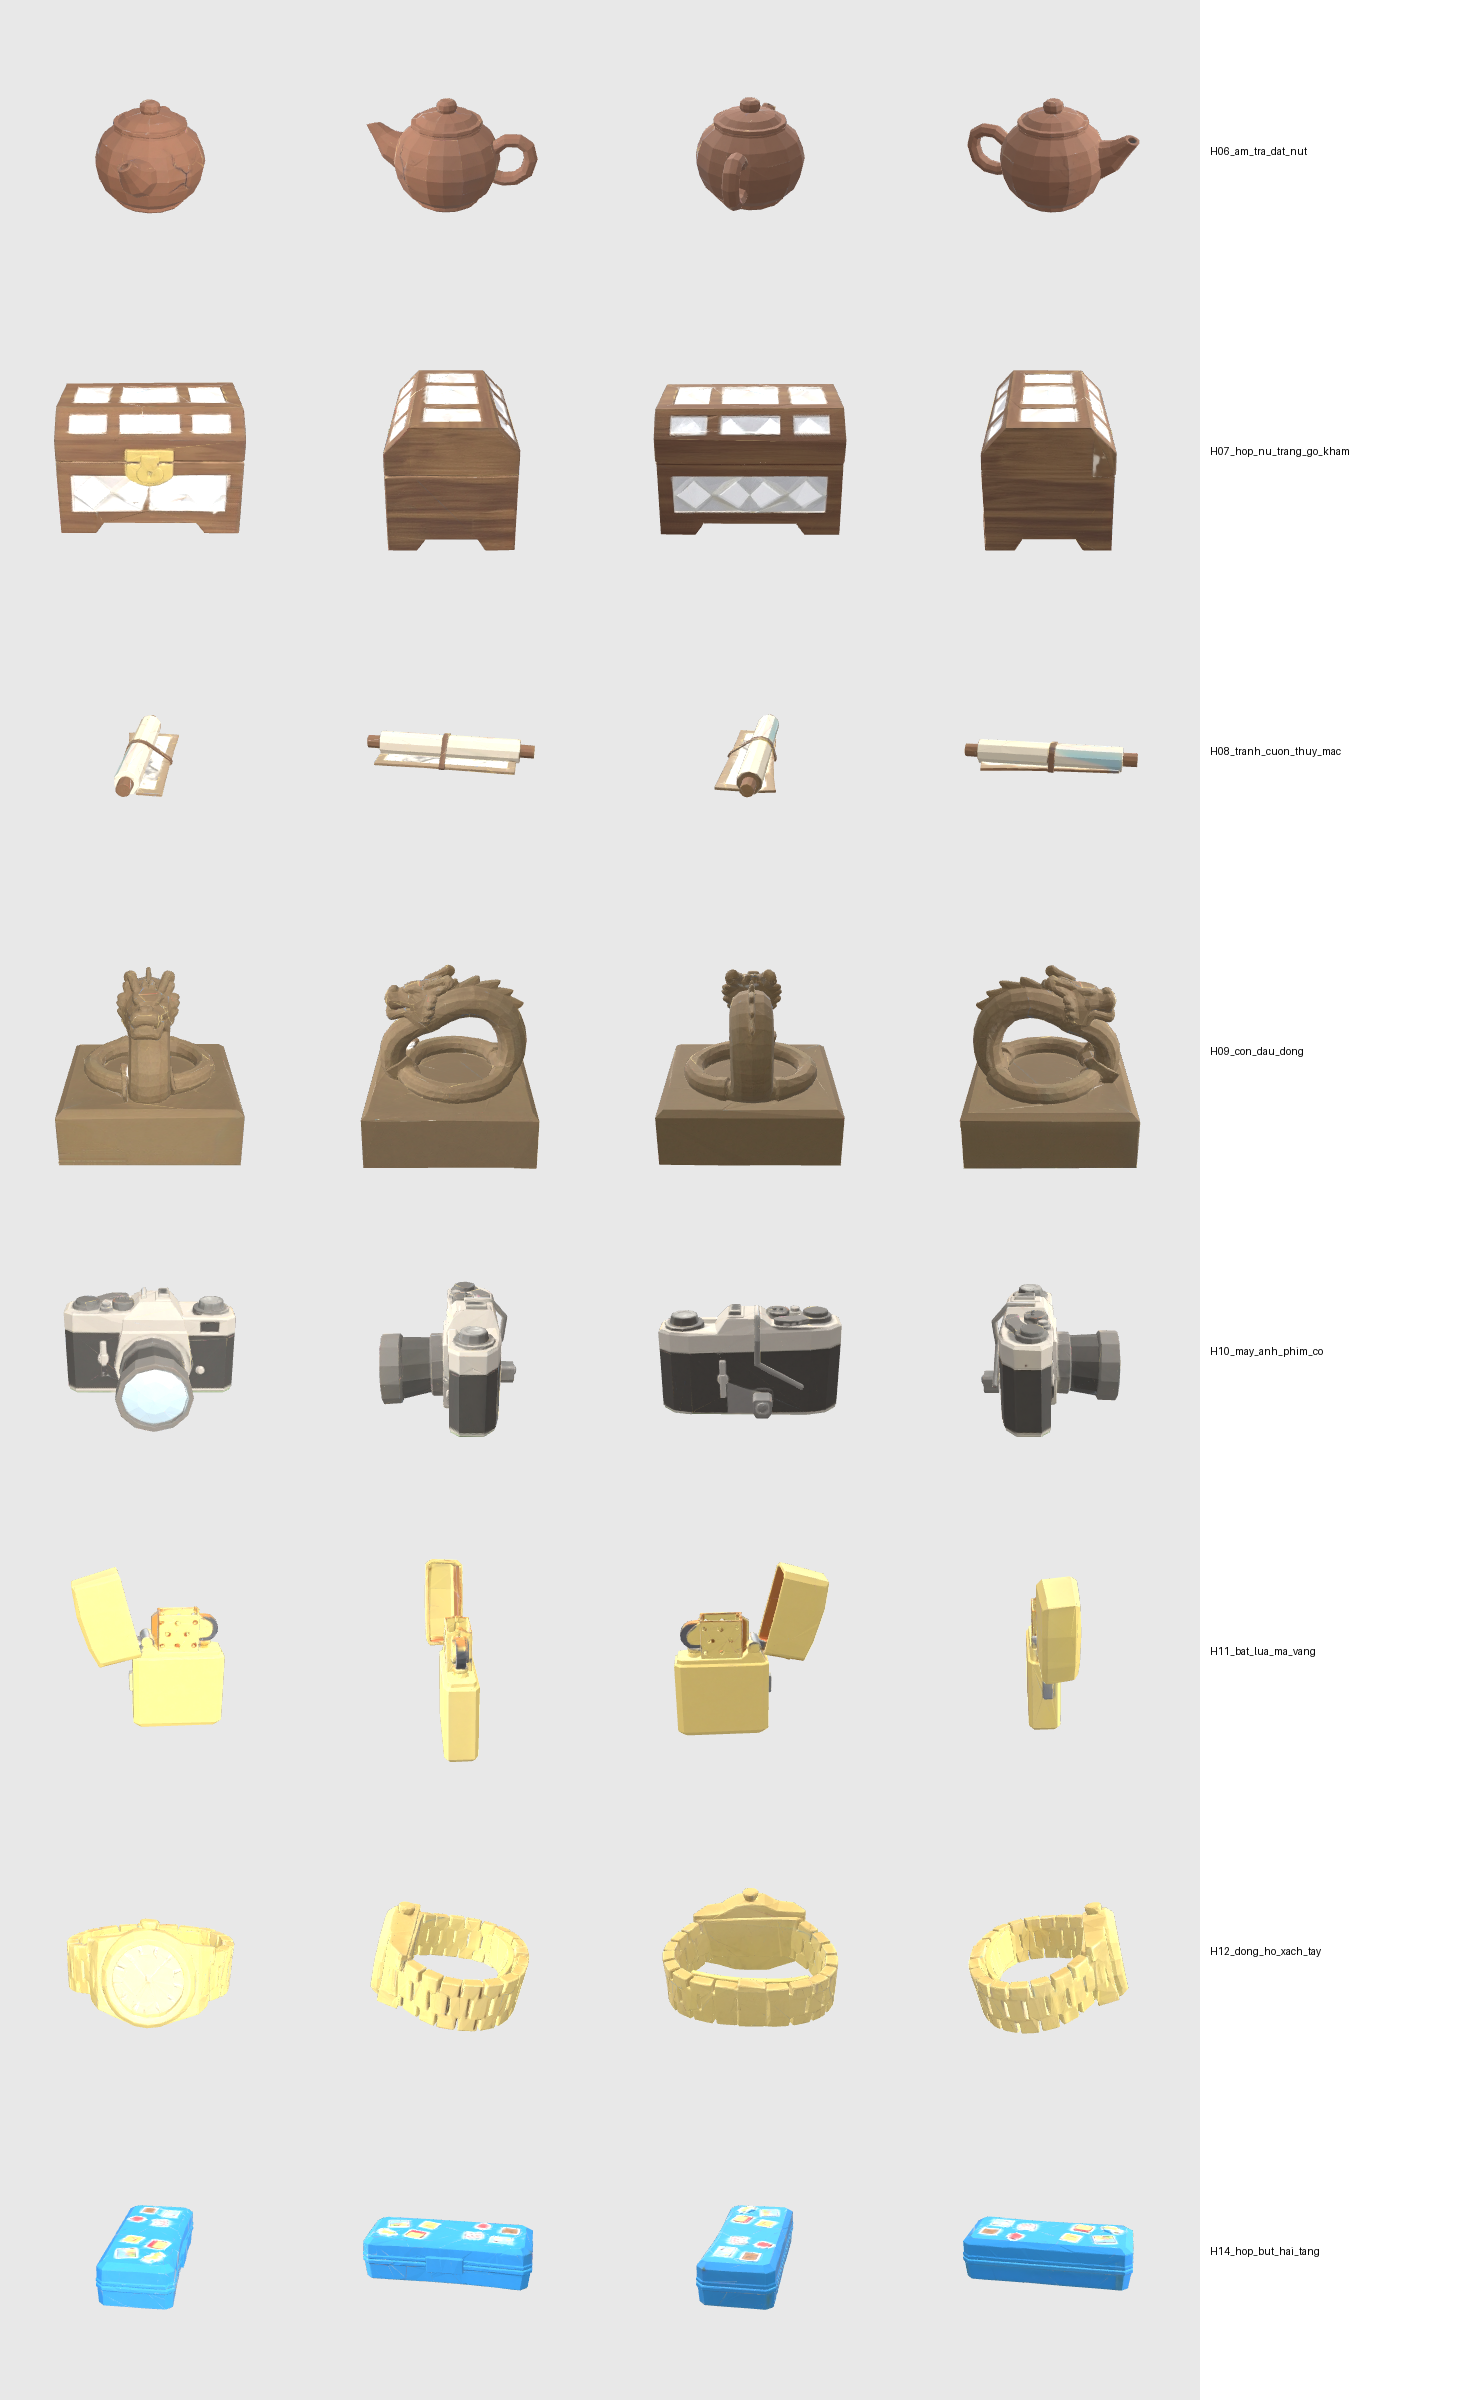 H06_am_tra_dat_nut
H07_hop_nu_trang_go_kham
H08_tranh_cuon_thuy_mac
H09_con_dau_dong
H10_may_anh_phim_co
H11_bat_lua_ma_vang
H12_dong_ho_xach_tay
H14_hop_but_hai_tang